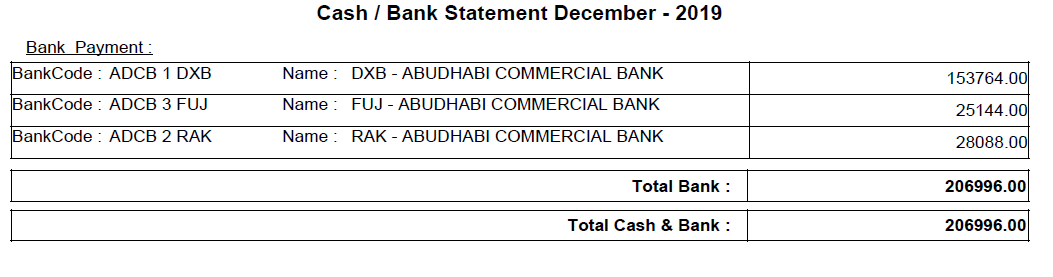 Cash / Bank Statement December - 2019
Bank Payment :
BankCode : ADCB 1 DXB Name : DXB - ABUDHABI COMMERCIAL BANK 153764.00
BankCode : ADCB 3 FUJ Name : FUJ - ABUDHABI COMMERCIAL BANK 25144.00
BankCode : ADCB 2 RAK Name : RAK - ABUDHABI COMMERCIAL BANK 28088.00
Total Bank : 206996.00
Total Cash & Bank : 206996.00